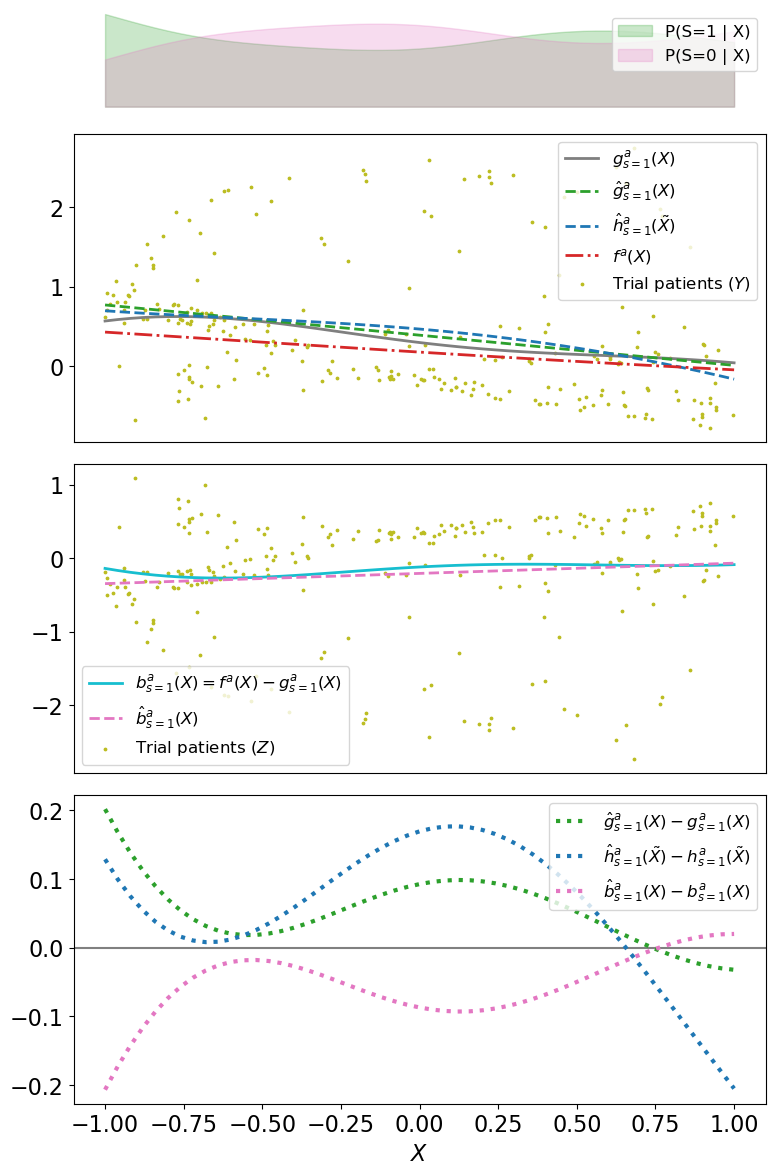 P(S=1 | X)
P(S=0 | X)
g^a_{s=1}(X)
ĝ^a_{s=1}(X)
ĥ^a_{s=1}(X̃)
f^a(X)
Trial patients (Y)
2
1
0
b^a_{s=1}(X) = f^a(X) − g^a_{s=1}(X)
b̂^a_{s=1}(X)
Trial patients (Z)
1
0
−1
−2
ĝ^a_{s=1}(X) − g^a_{s=1}(X)
ĥ^a_{s=1}(X̃) − h^a_{s=1}(X̃)
b̂^a_{s=1}(X) − b^a_{s=1}(X)
0.2
0.1
0.0
−0.1
−0.2
−1.00 −0.75 −0.50 −0.25 0.00 0.25 0.50 0.75 1.00
X